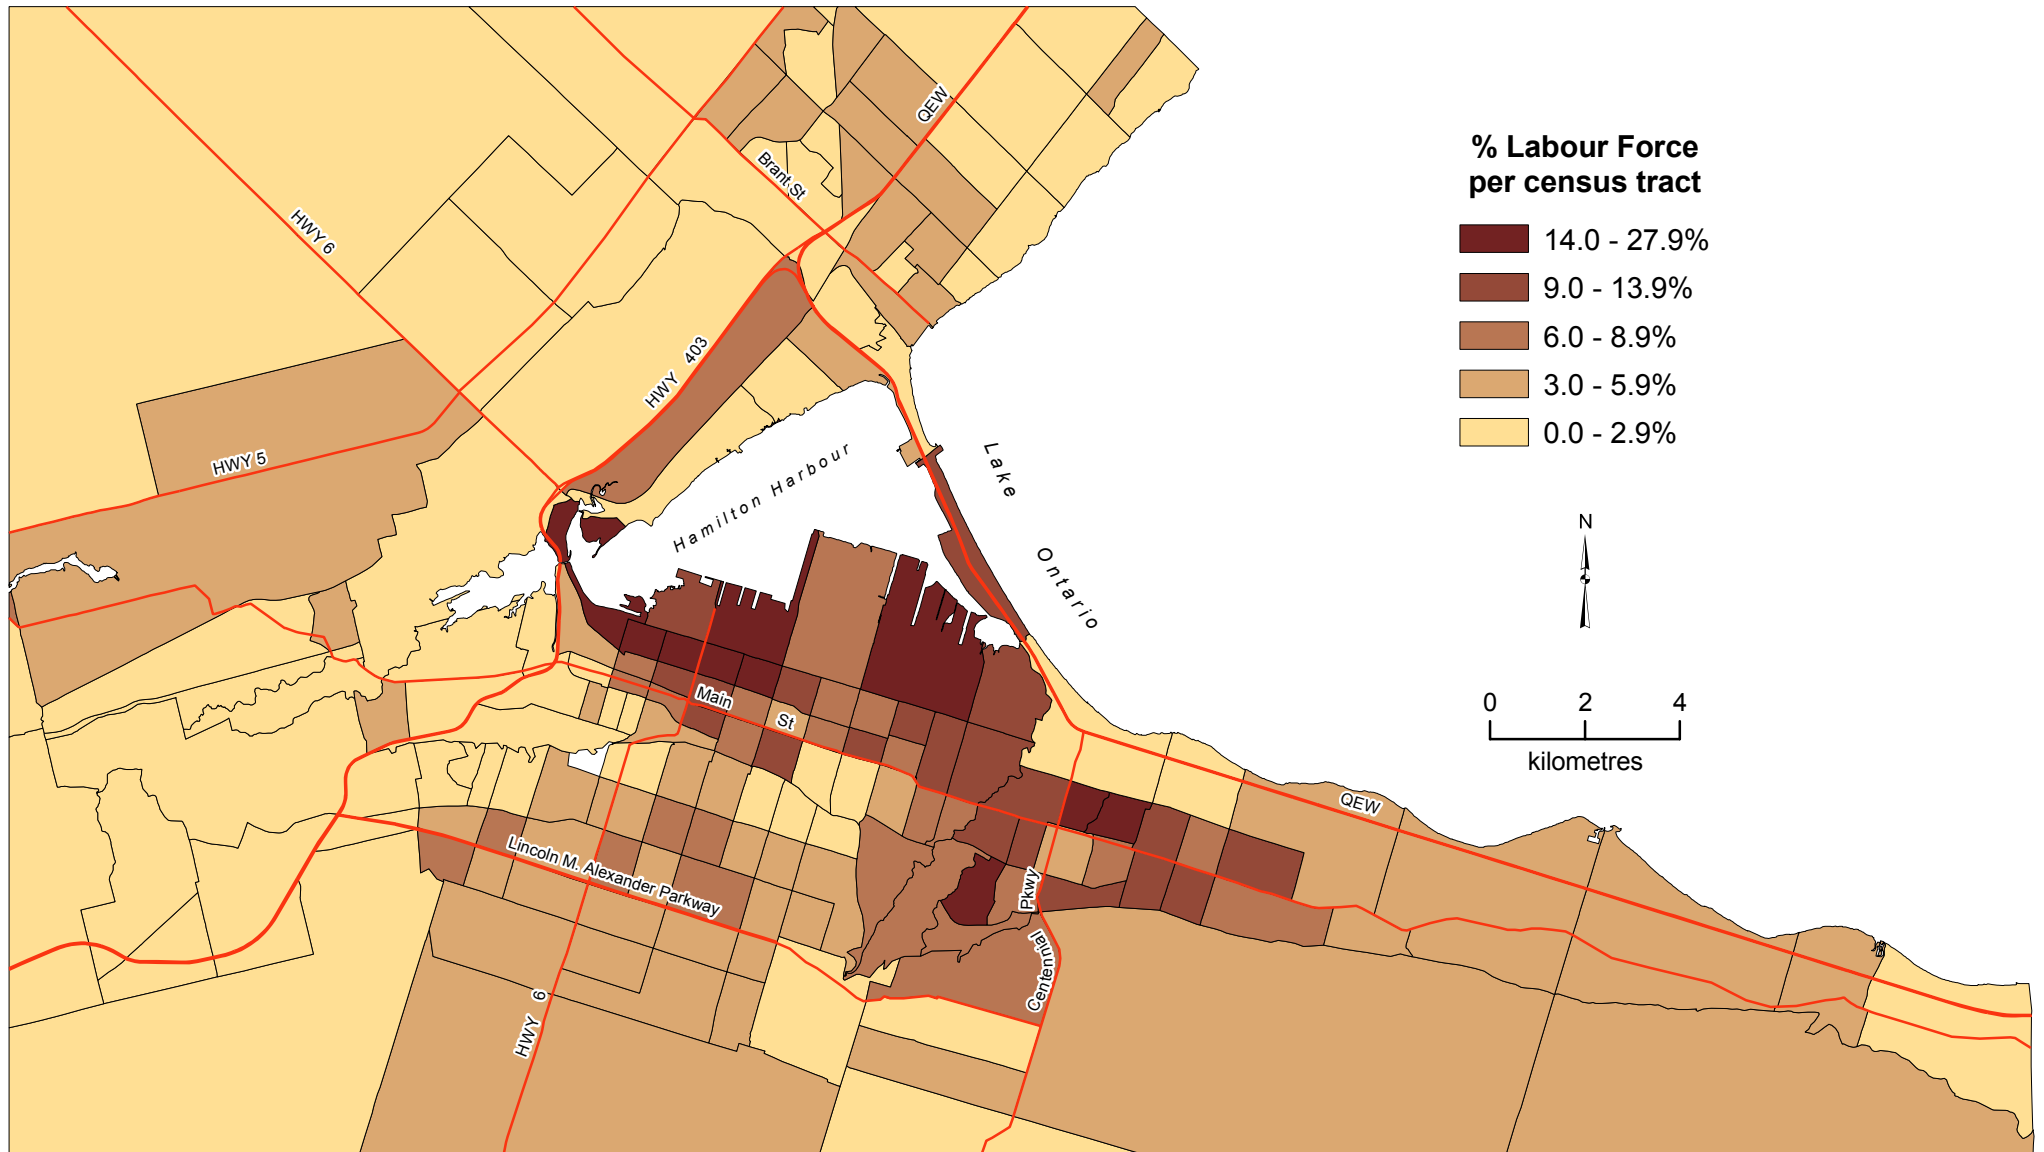 QEW
Brant St
HWY 6
% Labour Force
per census tract
14.0 - 27.9%
9.0 - 13.9%
6.0 - 8.9%
3.0 - 5.9%
0.0 - 2.9%
HWY 403
HWY 5
Hamilton Harbour
Lake
Ontario
N
0 2 4
kilometres
Main
St
QEW
Lincoln M. Alexander Parkway
Centennial
Pkwy
HWY 6